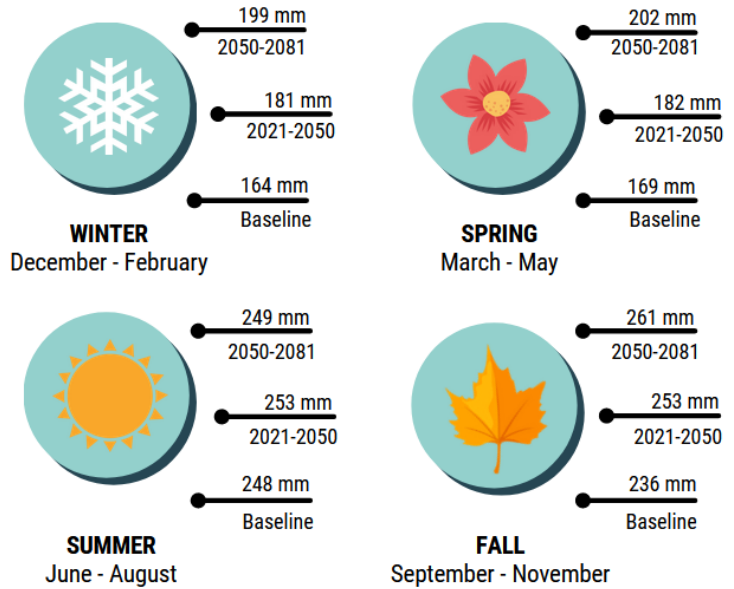 199 mm
2050-2081
181 mm
2021-2050
164 mm
Baseline
WINTER
December - February
202 mm
2050-2081
182 mm
2021-2050
169 mm
Baseline
SPRING
March - May
249 mm
2050-2081
253 mm
2021-2050
248 mm
Baseline
SUMMER
June - August
261 mm
2050-2081
253 mm
2021-2050
236 mm
Baseline
FALL
September - November